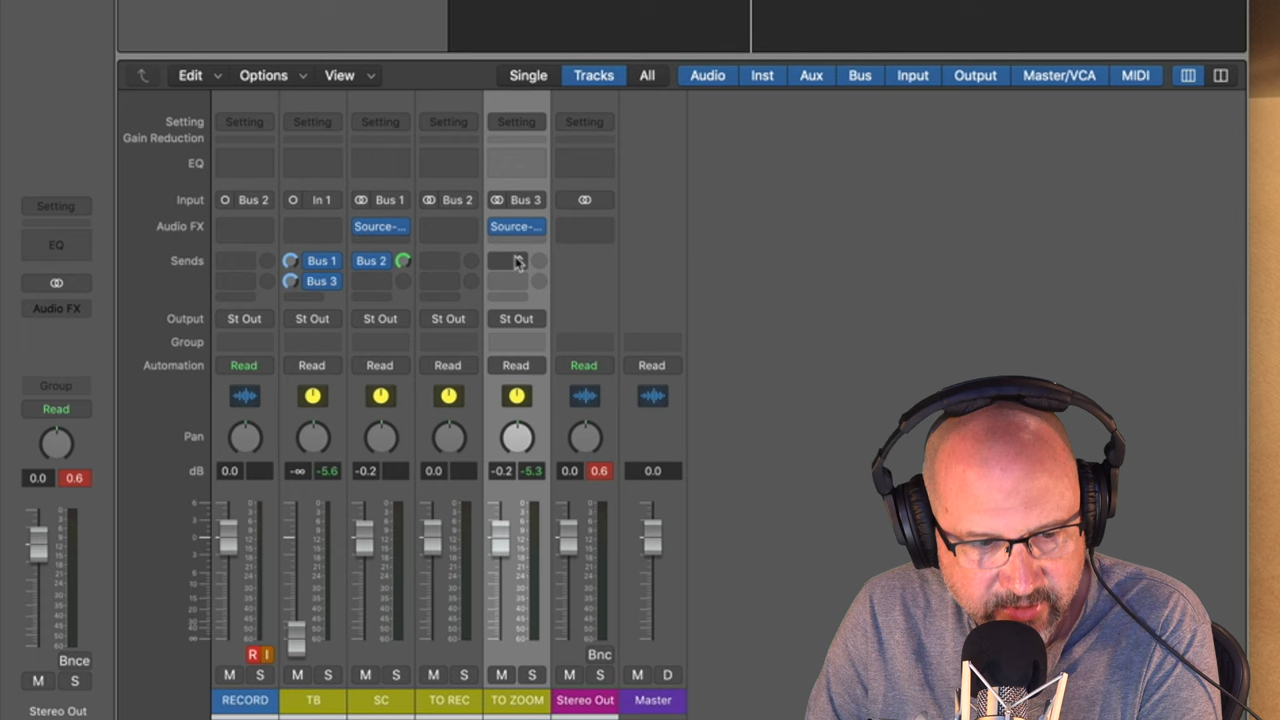 Edit Options View Single Tracks All Audio Inst Aux Bus Input Output Master/VCA MIDI
Setting Setting Setting Setting Setting Setting Setting
Gain Reduction
EQ
Input Bus 2 In 1 Bus 1 Bus 2 Bus 3
Audio FX Source-... Source-...
Sends Bus 1 Bus 2
Bus 3
Output St Out St Out St Out St Out St Out
Group
Automation Read Read Read Read Read Read Read
Pan
dB 0.0 -∞ -5.6 -0.2 0.0 -0.2 -5.3 0.0 0.6 0.0
R I Bnc
M S M S M S M S M S M S M D
RECORD TB SC TO REC TO ZOOM Stereo Out Master
Setting
EQ
Audio FX
Group
Read
0.0 0.6
Bnce
M S
Stereo Out